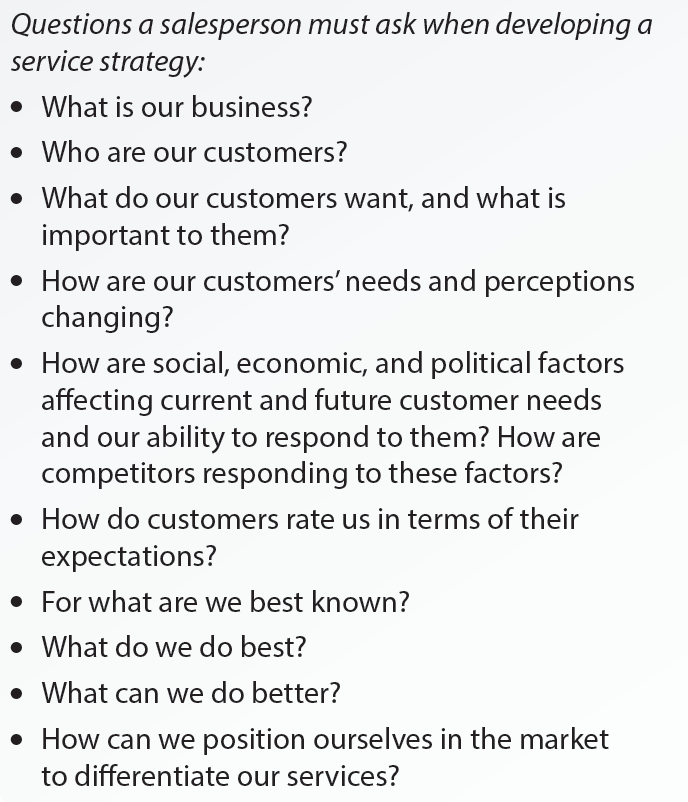 Questions a salesperson must ask when developing a
service strategy:
• What is our business?
• Who are our customers?
• What do our customers want, and what is
important to them?
• How are our customers’ needs and perceptions
changing?
• How are social, economic, and political factors
affecting current and future customer needs
and our ability to respond to them? How are
competitors responding to these factors?
• How do customers rate us in terms of their
expectations?
• For what are we best known?
• What do we do best?
• What can we do better?
• How can we position ourselves in the market
to differentiate our services?